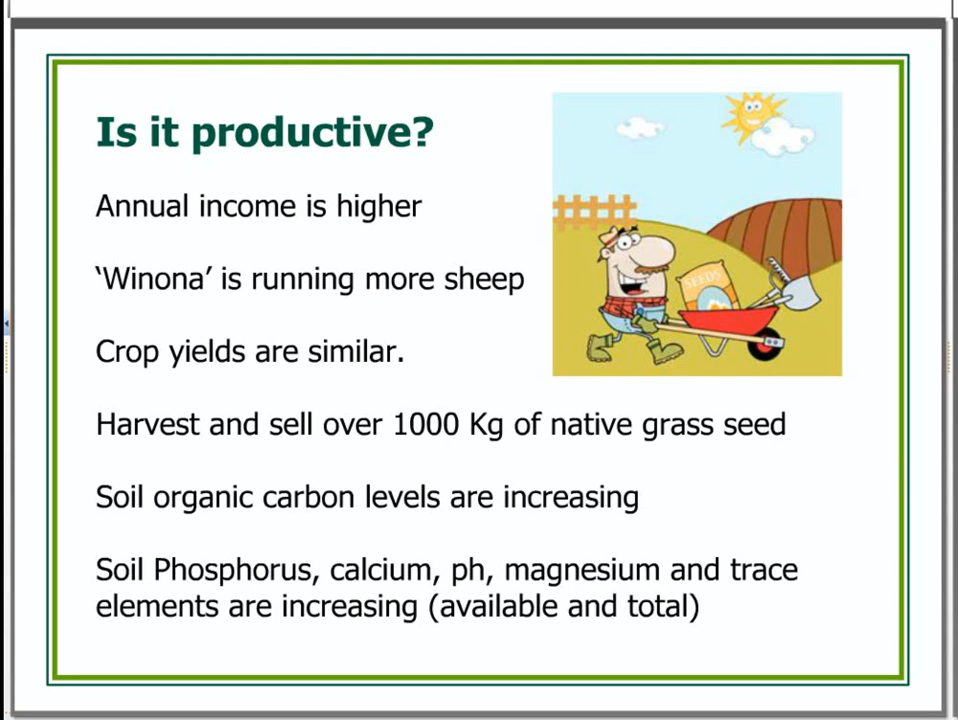 Is it productive?
Annual income is higher
‘Winona’ is running more sheep
Crop yields are similar.
Harvest and sell over 1000 Kg of native grass seed
Soil organic carbon levels are increasing
Soil Phosphorus, calcium, ph, magnesium and trace
elements are increasing (available and total)
SEEDS